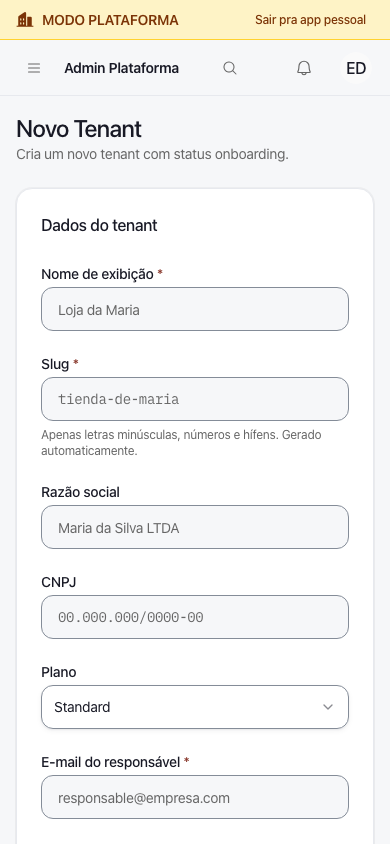 MODO PLATAFORMA
Sair pra app pessoal
Admin Plataforma
ED
Novo Tenant
Cria um novo tenant com status onboarding.
Dados do tenant
Nome de exibição *
Loja da Maria
Slug *
tienda-de-maria
Apenas letras minúsculas, números e hífens. Gerado
automaticamente.
Razão social
Maria da Silva LTDA
CNPJ
00.000.000/0000-00
Plano
Standard
E-mail do responsável *
responsable@empresa.com